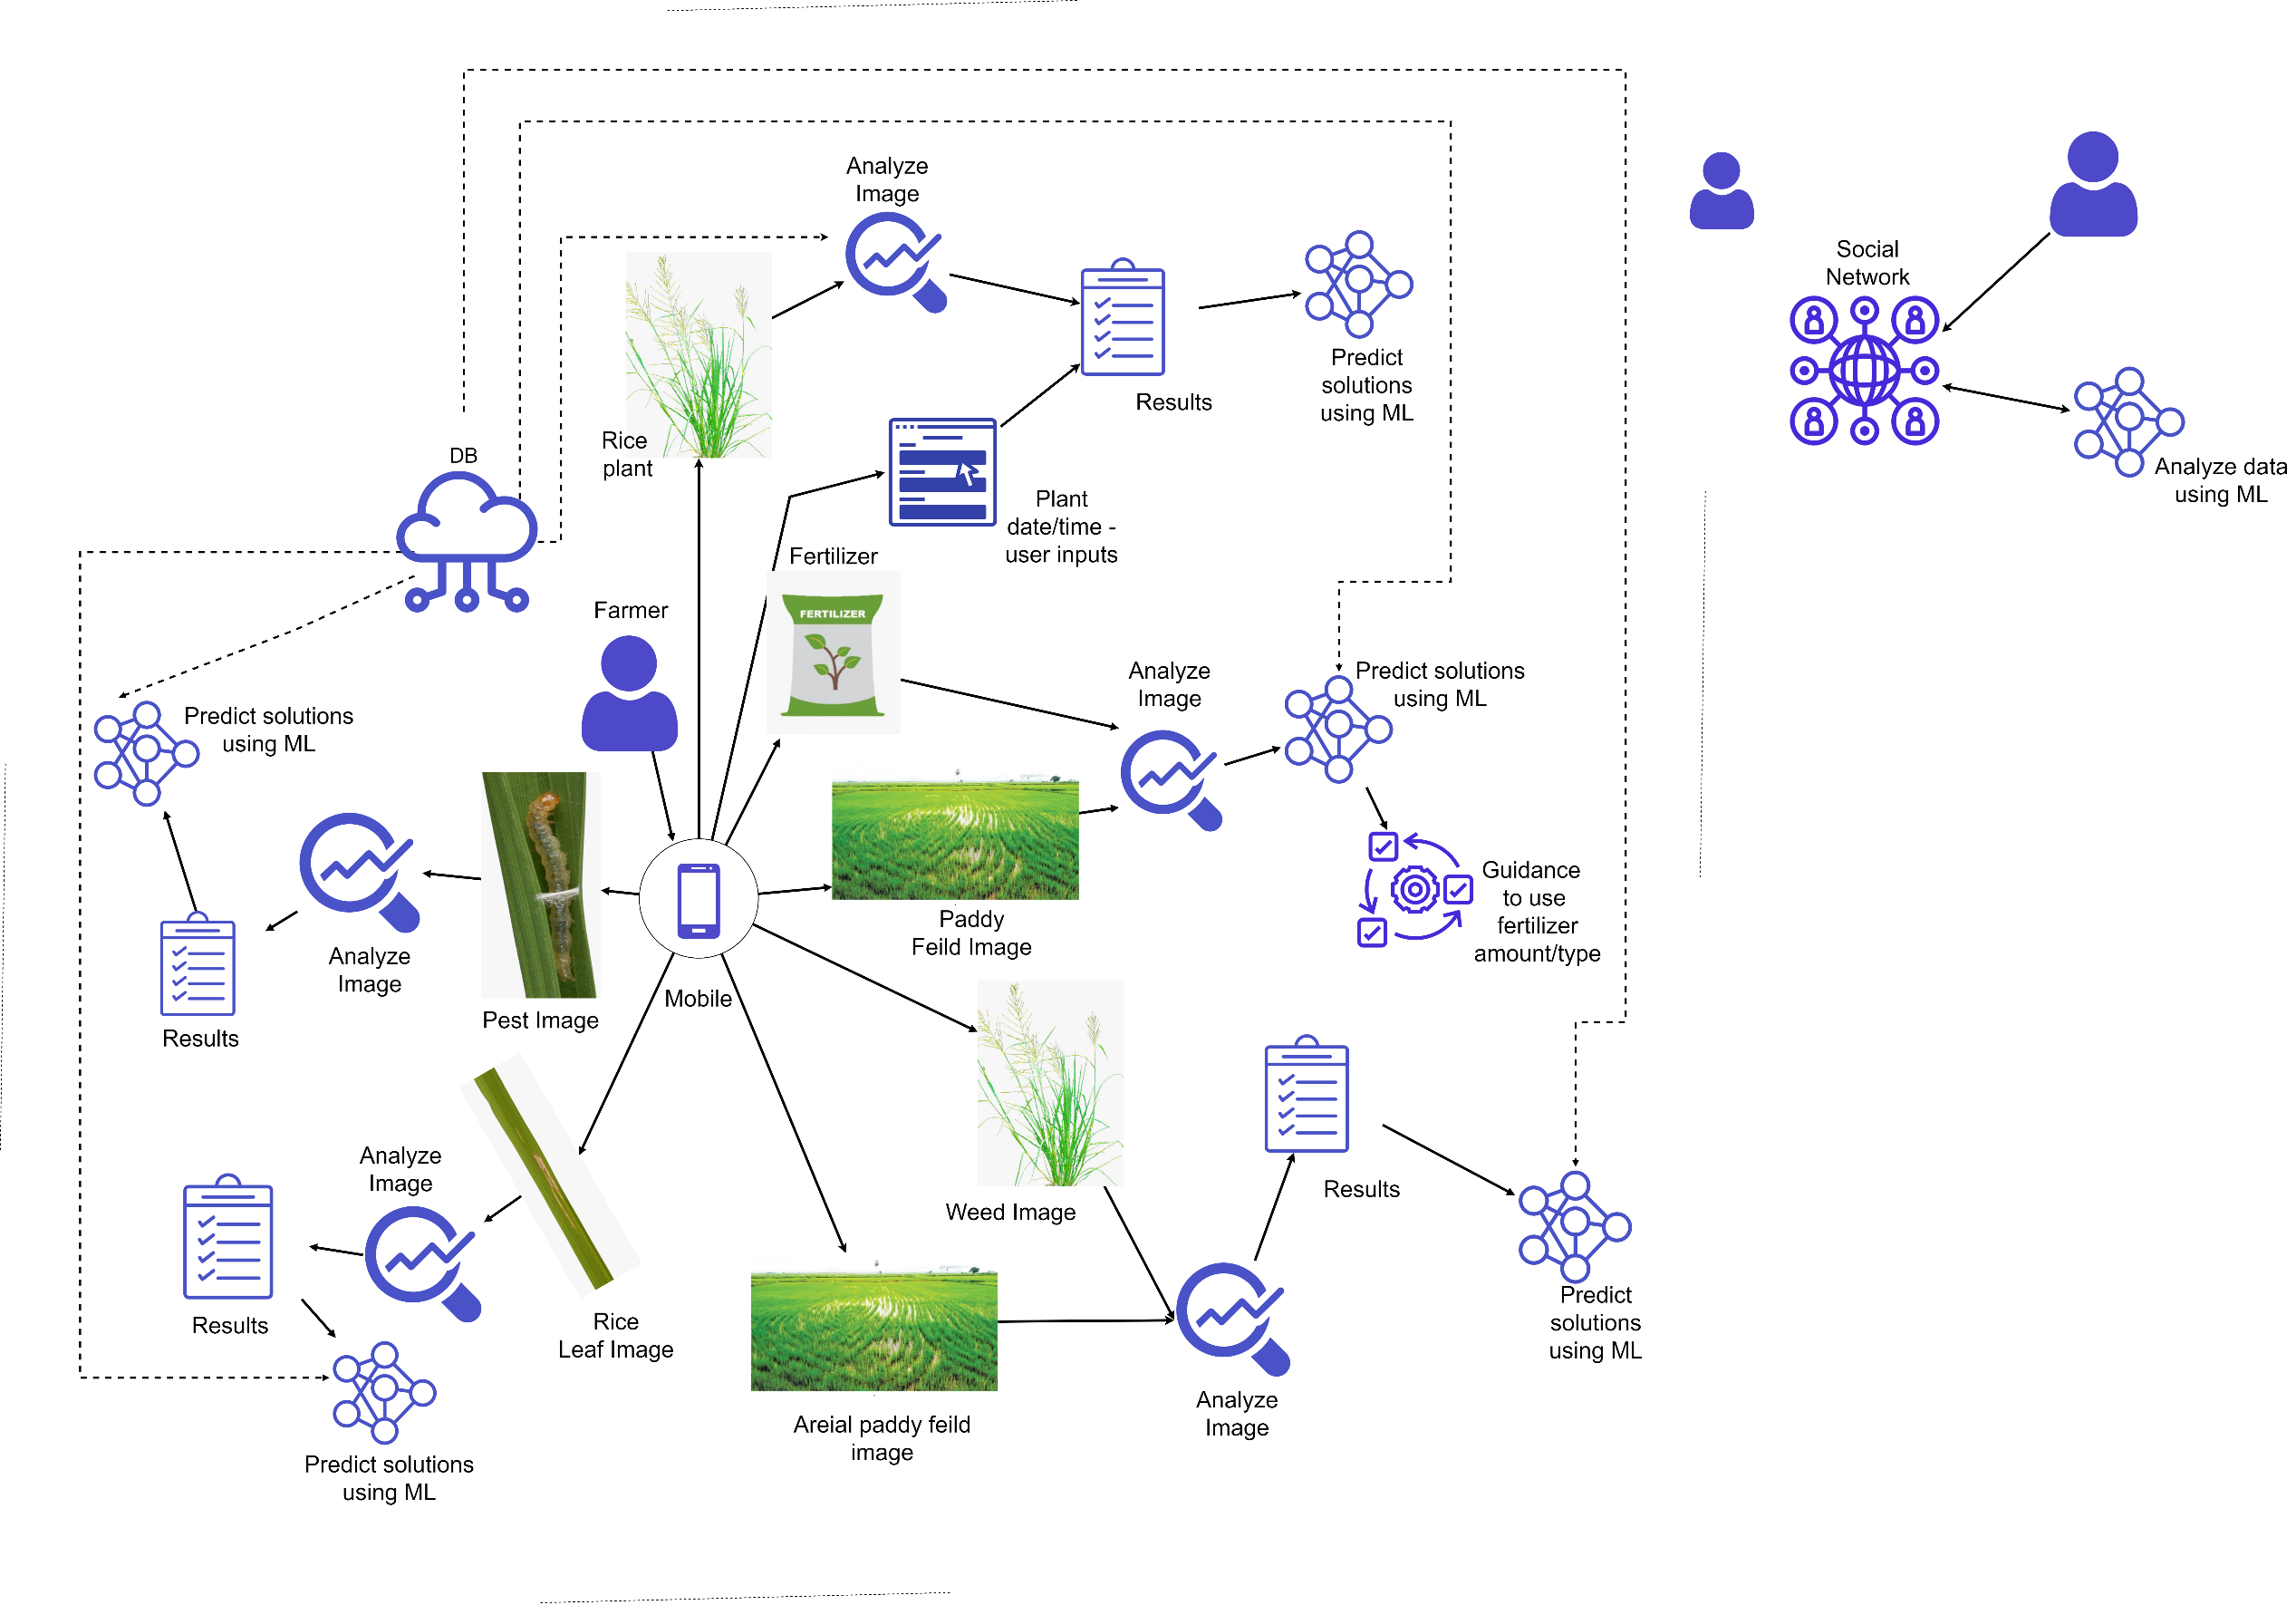 Analyze
Image
Social
Network
Predict
solutions
using ML
Results
Rice
plant
DB
Analyze data
using ML
Plant
date/time -
user inputs
Fertilizer
FERTILIZER
Farmer
Analyze
Image
Predict solutions
using ML
Predict solutions
using ML
Guidance
to use
fertilizer
amount/type
Paddy
Feild Image
Analyze
Image
Mobile
Pest Image
Results
Analyze
Image
Results
Weed Image
Results
Rice
Leaf Image
Predict
solutions
using ML
Analyze
Image
Areial paddy feild
image
Predict solutions
using ML